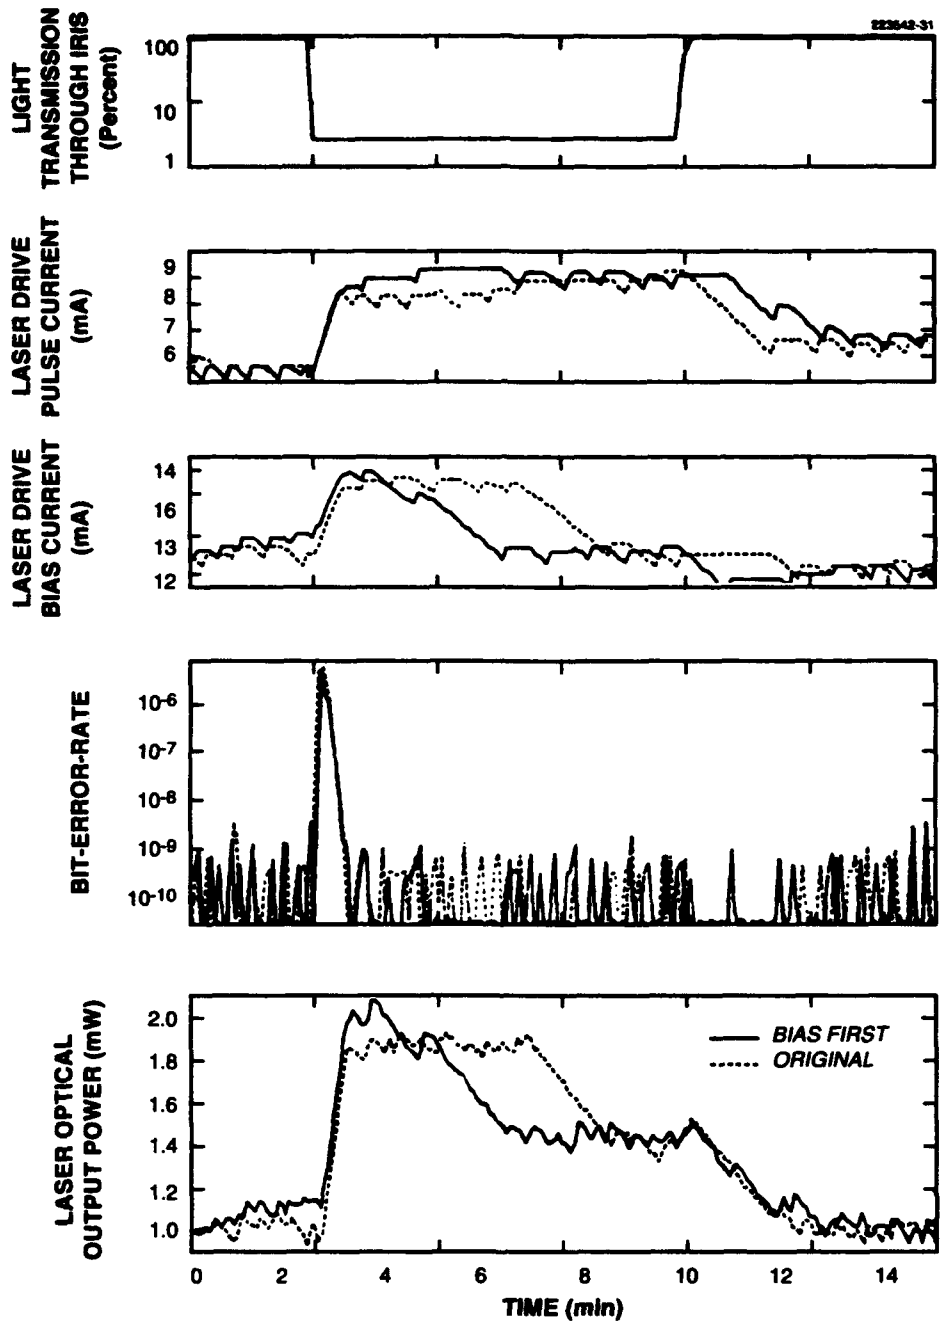 223542-31
LIGHT
TRANSMISSION
THROUGH IRIS
(Percent)
100
10
1
LASER DRIVE
PULSE CURRENT
(mA)
9
8
7
6
LASER DRIVE
BIAS CURRENT
(mA)
14
16
13
12
BIT-ERROR-RATE
10-6
10-7
10-8
10-9
10-10
LASER OPTICAL
OUTPUT POWER (mW)
2.0
1.8
1.6
1.4
1.2
1.0
BIAS FIRST
ORIGINAL
0 2 4 6 8 10 12 14
TIME (min)